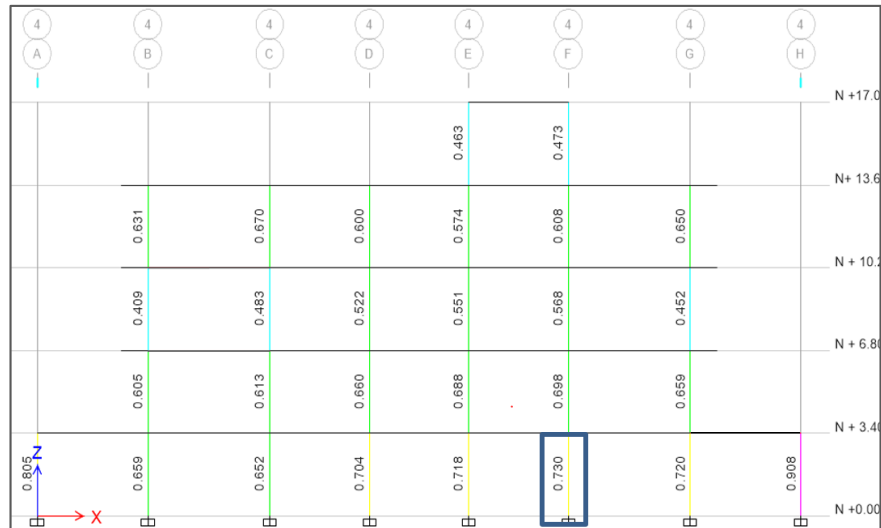 4 4 4 4 4 4 4 4
A B C D E F G H
N +17.0
0.463 0.473
N+ 13.6
0.631 0.670 0.600 0.574 0.608 0.650
N + 10.2
0.409 0.483 0.522 0.551 0.568 0.452
N + 6.80
0.605 0.613 0.660 0.688 0.698 0.659
N + 3.40
Z
0.805 0.659 0.652 0.704 0.718 0.730 0.720 0.908
X
N +0.00